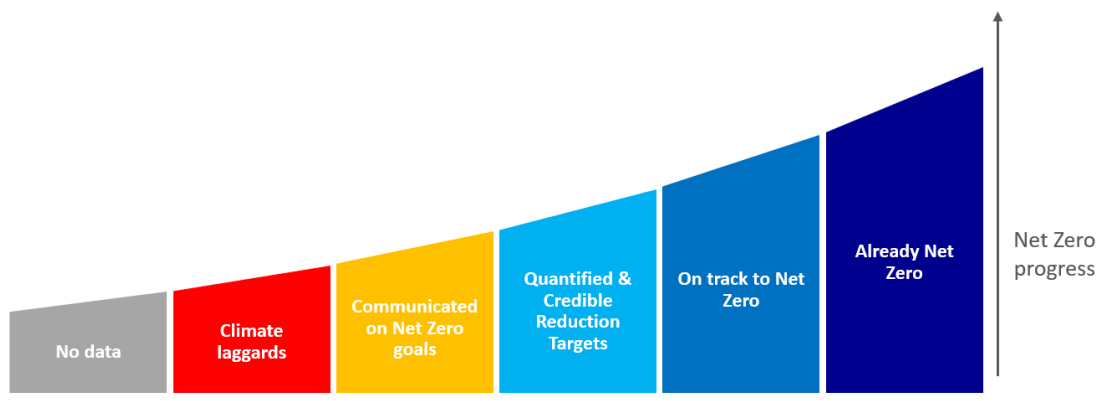 No data
Climate
laggards
Communicated
on Net Zero
goals
Quantified &
Credible
Reduction
Targets
On track to Net
Zero
Already Net
Zero
Net Zero
progress